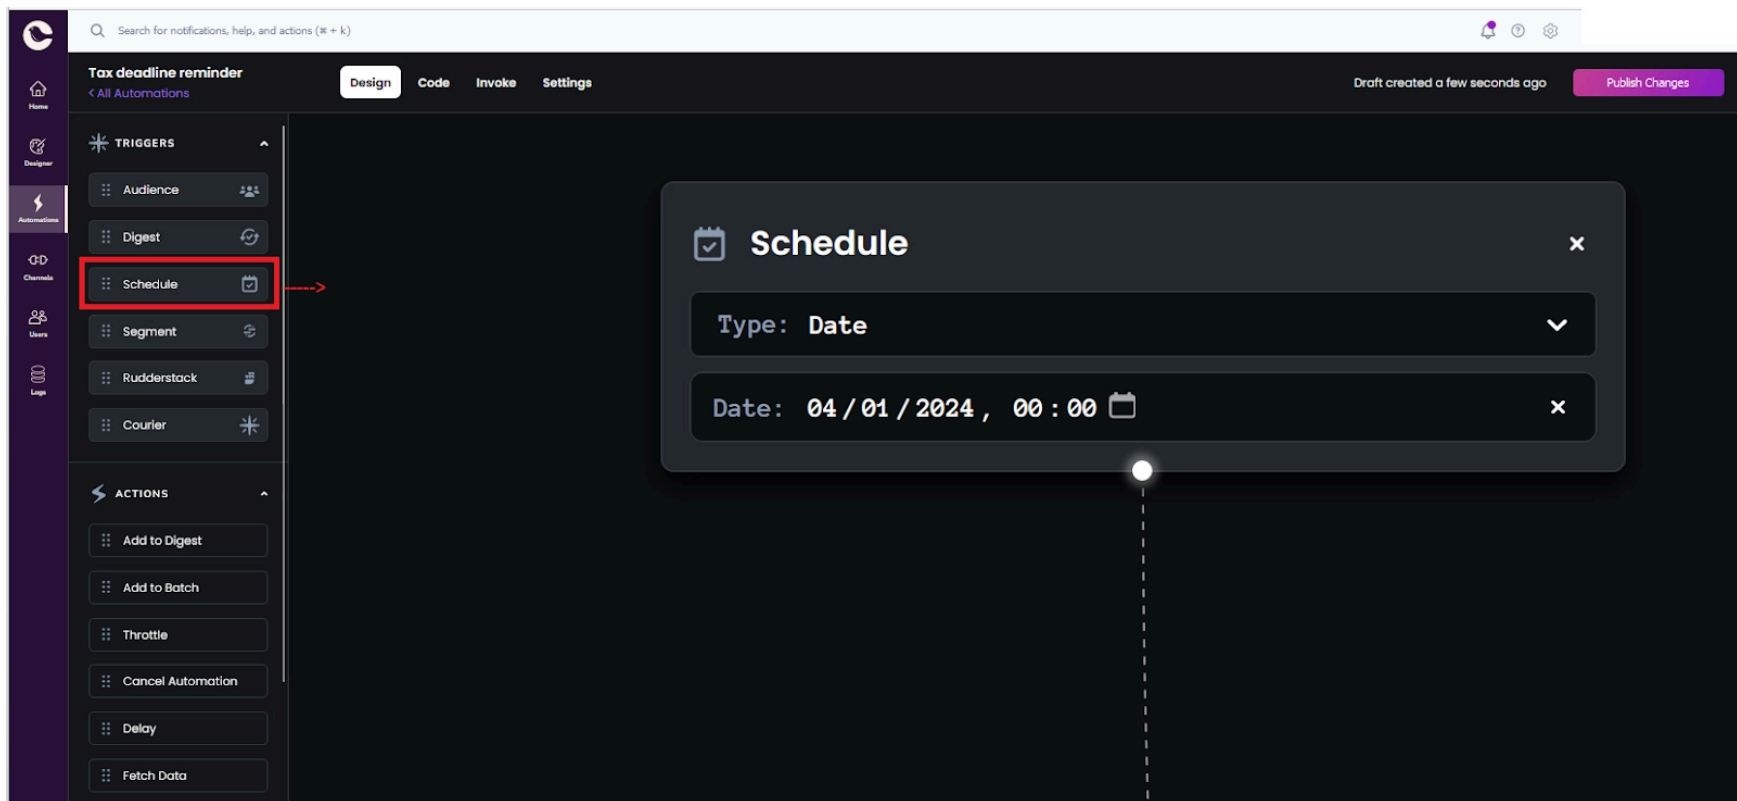 Search for notifications, help, and actions (⌘ + k)
Tax deadline reminder
< All Automations
Design Code Invoke Settings
Draft created a few seconds ago
Publish Changes
Home
Designer
Automations
Channels
Users
Logs
TRIGGERS
Audience
Digest
Schedule
Segment
Rudderstack
Courier
ACTIONS
Add to Digest
Add to Batch
Throttle
Cancel Automation
Delay
Fetch Data
Schedule
Type: Date
Date: 04/01/2024, 00:00